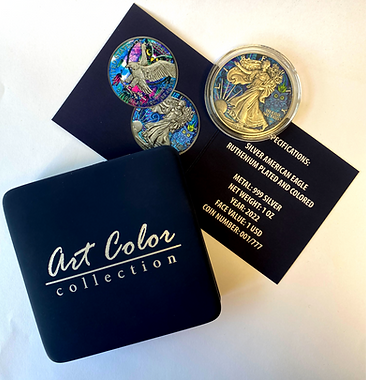 SPECIFICATIONS:
SILVER AMERICAN EAGLE
RUTHENIUM PLATED AND COLORED
METAL: 999 SILVER
NET WEIGHT: 1 OZ
YEAR: 2022
FACE VALUE: 1 USD
COIN NUMBER: 001/777
Art Color
collection